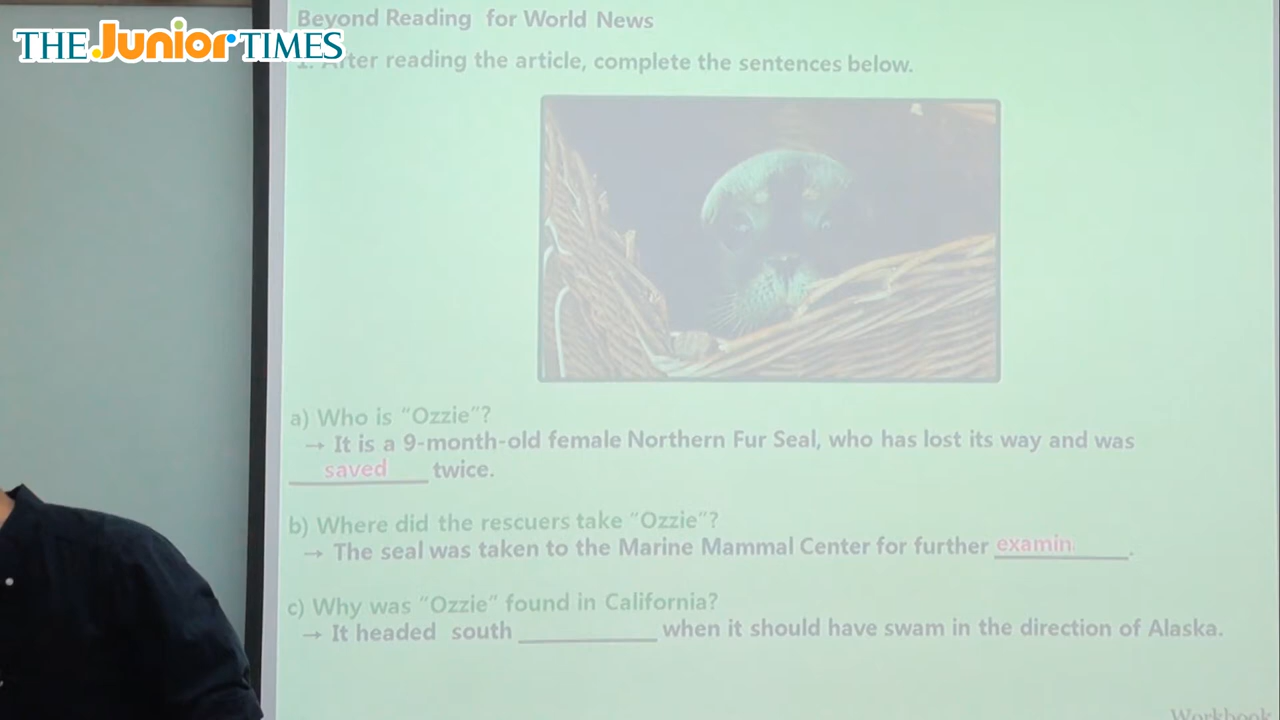 THE Junior TIMES
Beyond Reading for World News
1. After reading the article, complete the sentences below.
a) Who is “Ozzie”?
→ It is a 9-month-old female Northern Fur Seal, who has lost its way and was
saved twice.
b) Where did the rescuers take “Ozzie”?
→ The seal was taken to the Marine Mammal Center for further examin.
c) Why was “Ozzie” found in California?
→ It headed south ____________ when it should have swam in the direction of Alaska.
Workbook